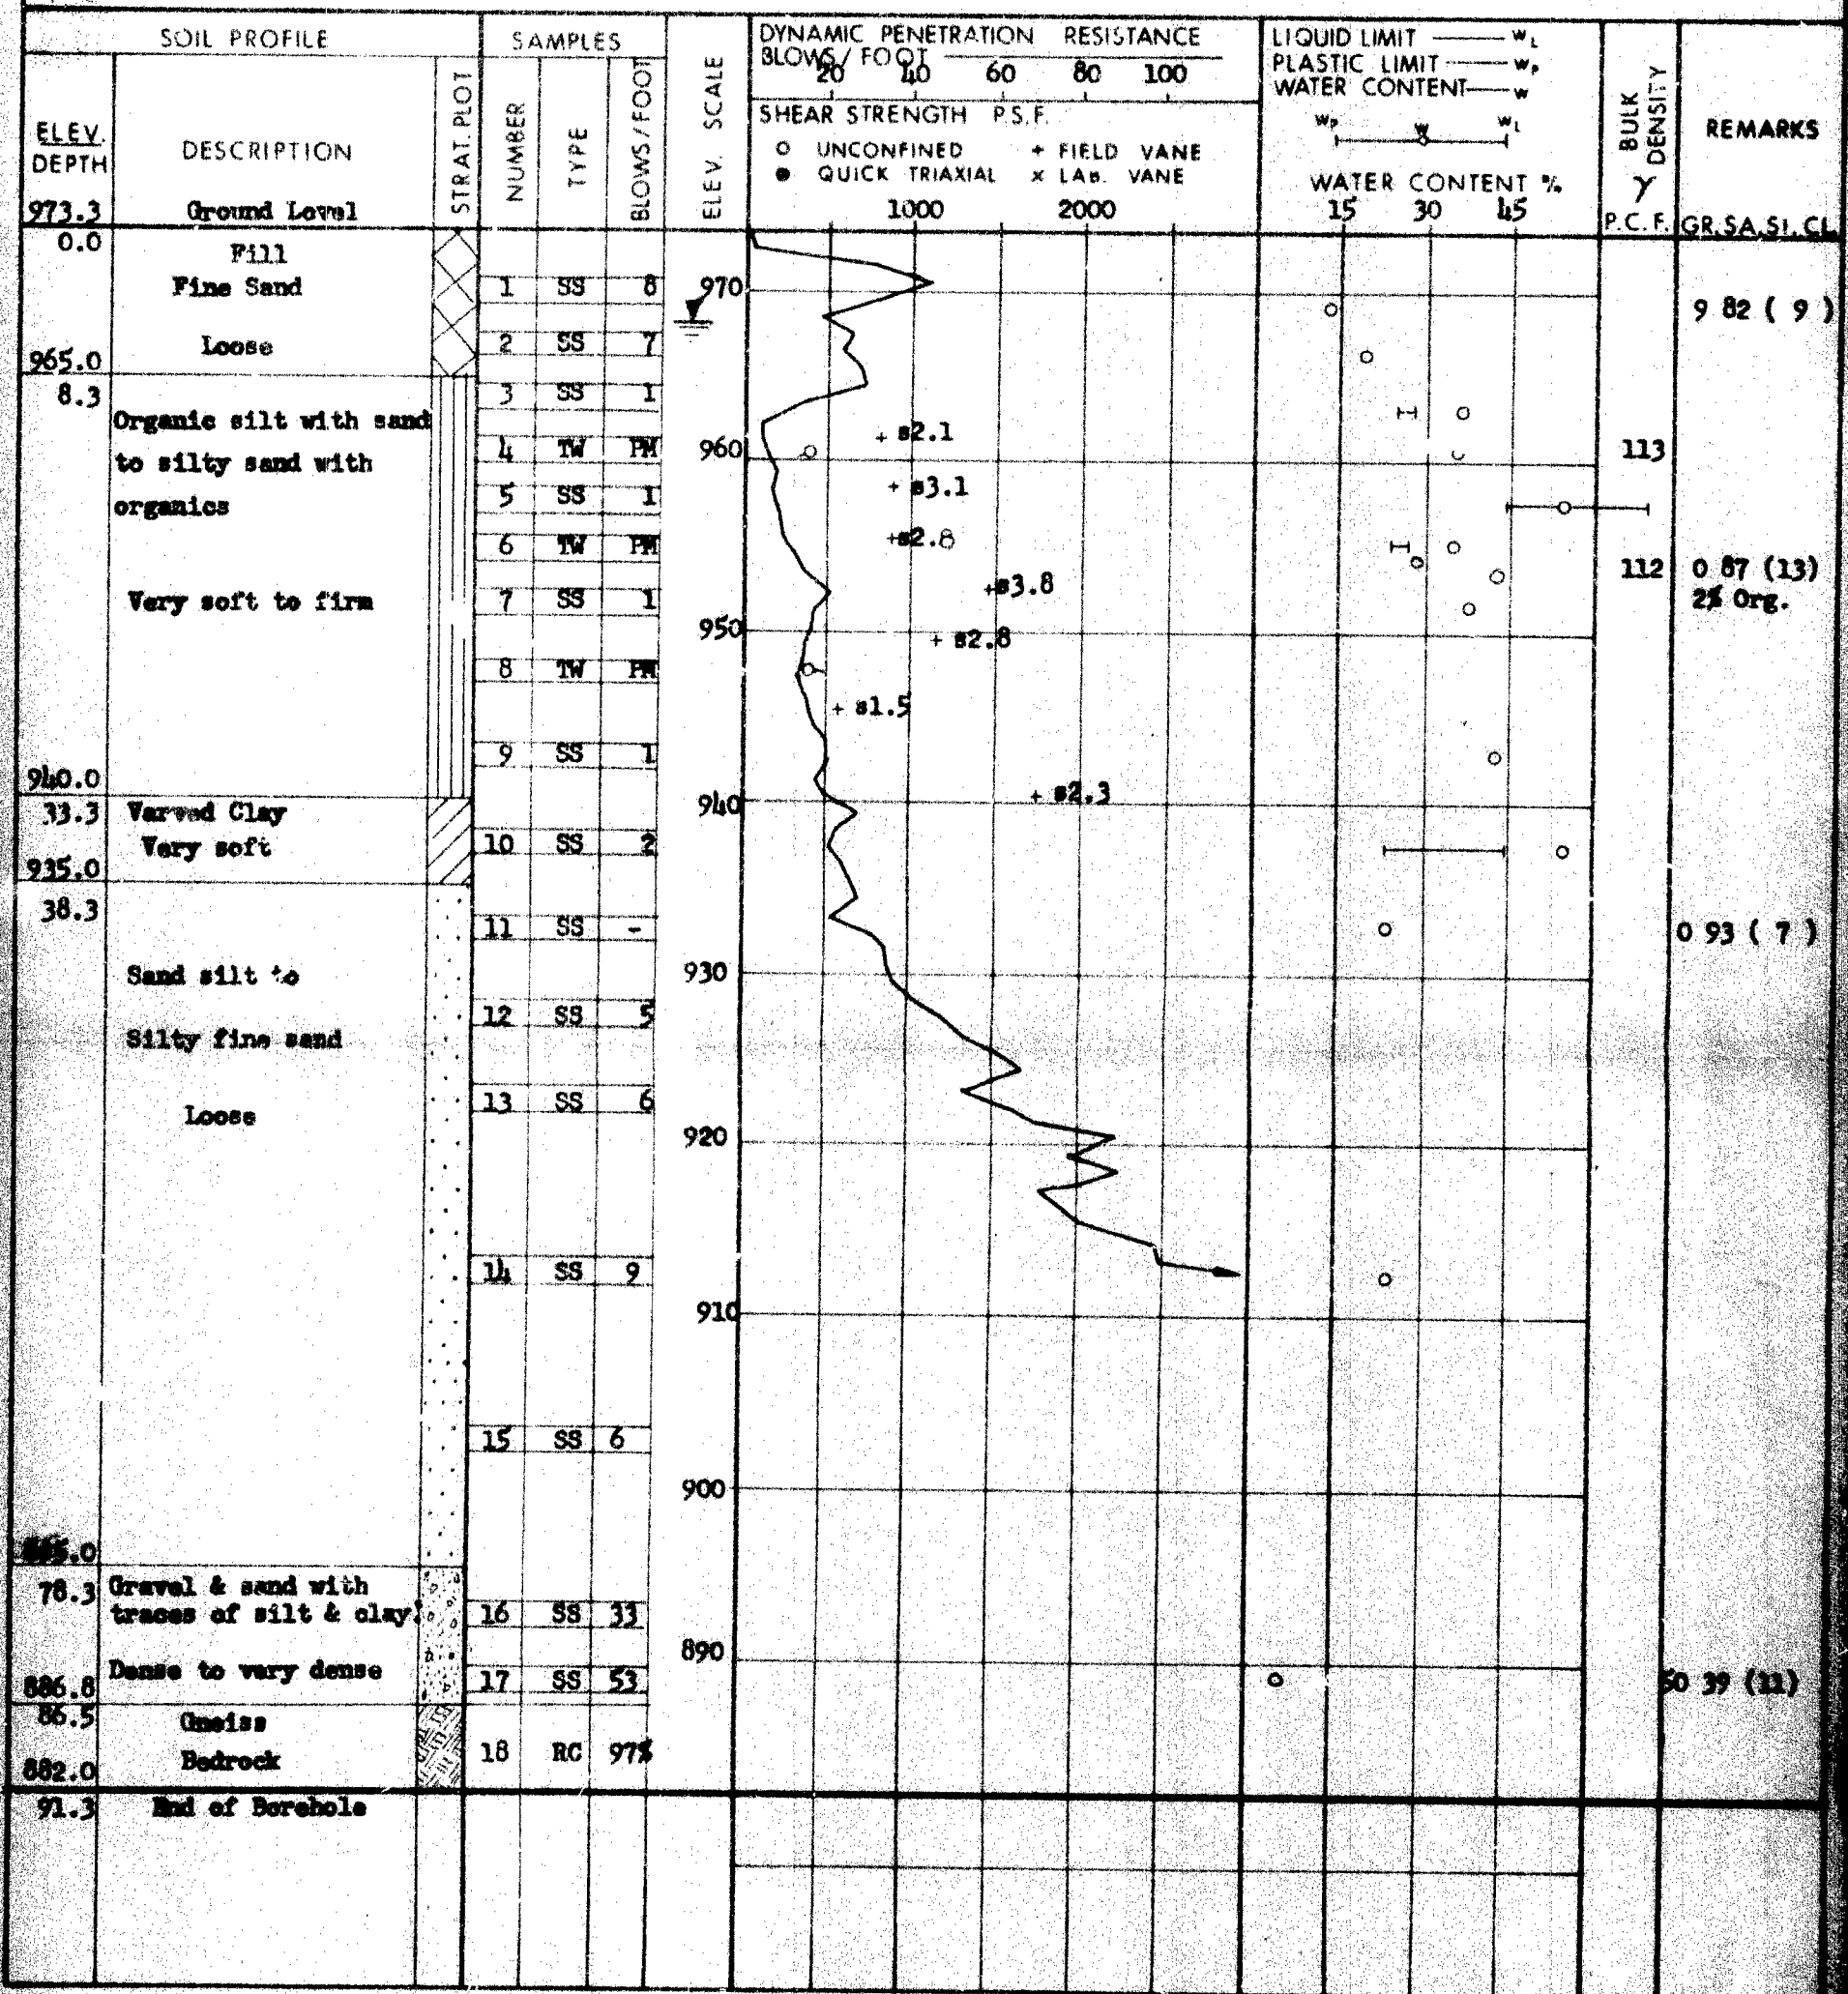 SOIL PROFILE
SAMPLES
ELEV. SCALE
DYNAMIC PENETRATION RESISTANCE
BLOWS / FOOT
20 40 60 80 100
SHEAR STRENGTH P.S.F.
O UNCONFINED + FIELD VANE
● QUICK TRIAXIAL × LAB. VANE
1000 2000
LIQUID LIMIT —— wL
PLASTIC LIMIT —— wP
WATER CONTENT — w
wP w wL
WATER CONTENT %
15 30 45
BULK DENSITY
γ
P.C.F.
REMARKS
GR. SA. SI. CL.
ELEV.
DEPTH
DESCRIPTION
STRAT. PLOT
NUMBER
TYPE
BLOWS / FOOT
973.3 Ground Level
0.0
Fill
Fine Sand
1 SS 8
970
9 82 ( 9 )
Loose
2 SS 7
965.0
8.3
3 SS 1
Organic silt with sand
to silty sand with
organics
+ s2.1
4 TW PM
960
113
5 SS 1
+ s3.1
6 TW PM
+s2.8
112
0 87 (13)
2% Org.
+s3.8
Very soft to firm
7 SS 1
950
+ s2.8
8 TW PM
+ s1.5
9 SS 1
940.0
33.3
Varved Clay
940
+ s2.3
Very soft
10 SS 2
935.0
38.3
11 SS -
0 93 ( 7 )
Sand silt to
930
12 SS 5
Silty fine sand
13 SS 6
Loose
920
14 SS 9
910
15 SS 6
900
78.3
Gravel & sand with
traces of silt & clay.
16 SS 33
890
Dense to very dense
17 SS 53
50 39 (11)
886.8
86.5
Gneiss
Bedrock
18 RC 97%
882.0
91.3
End of Borehole